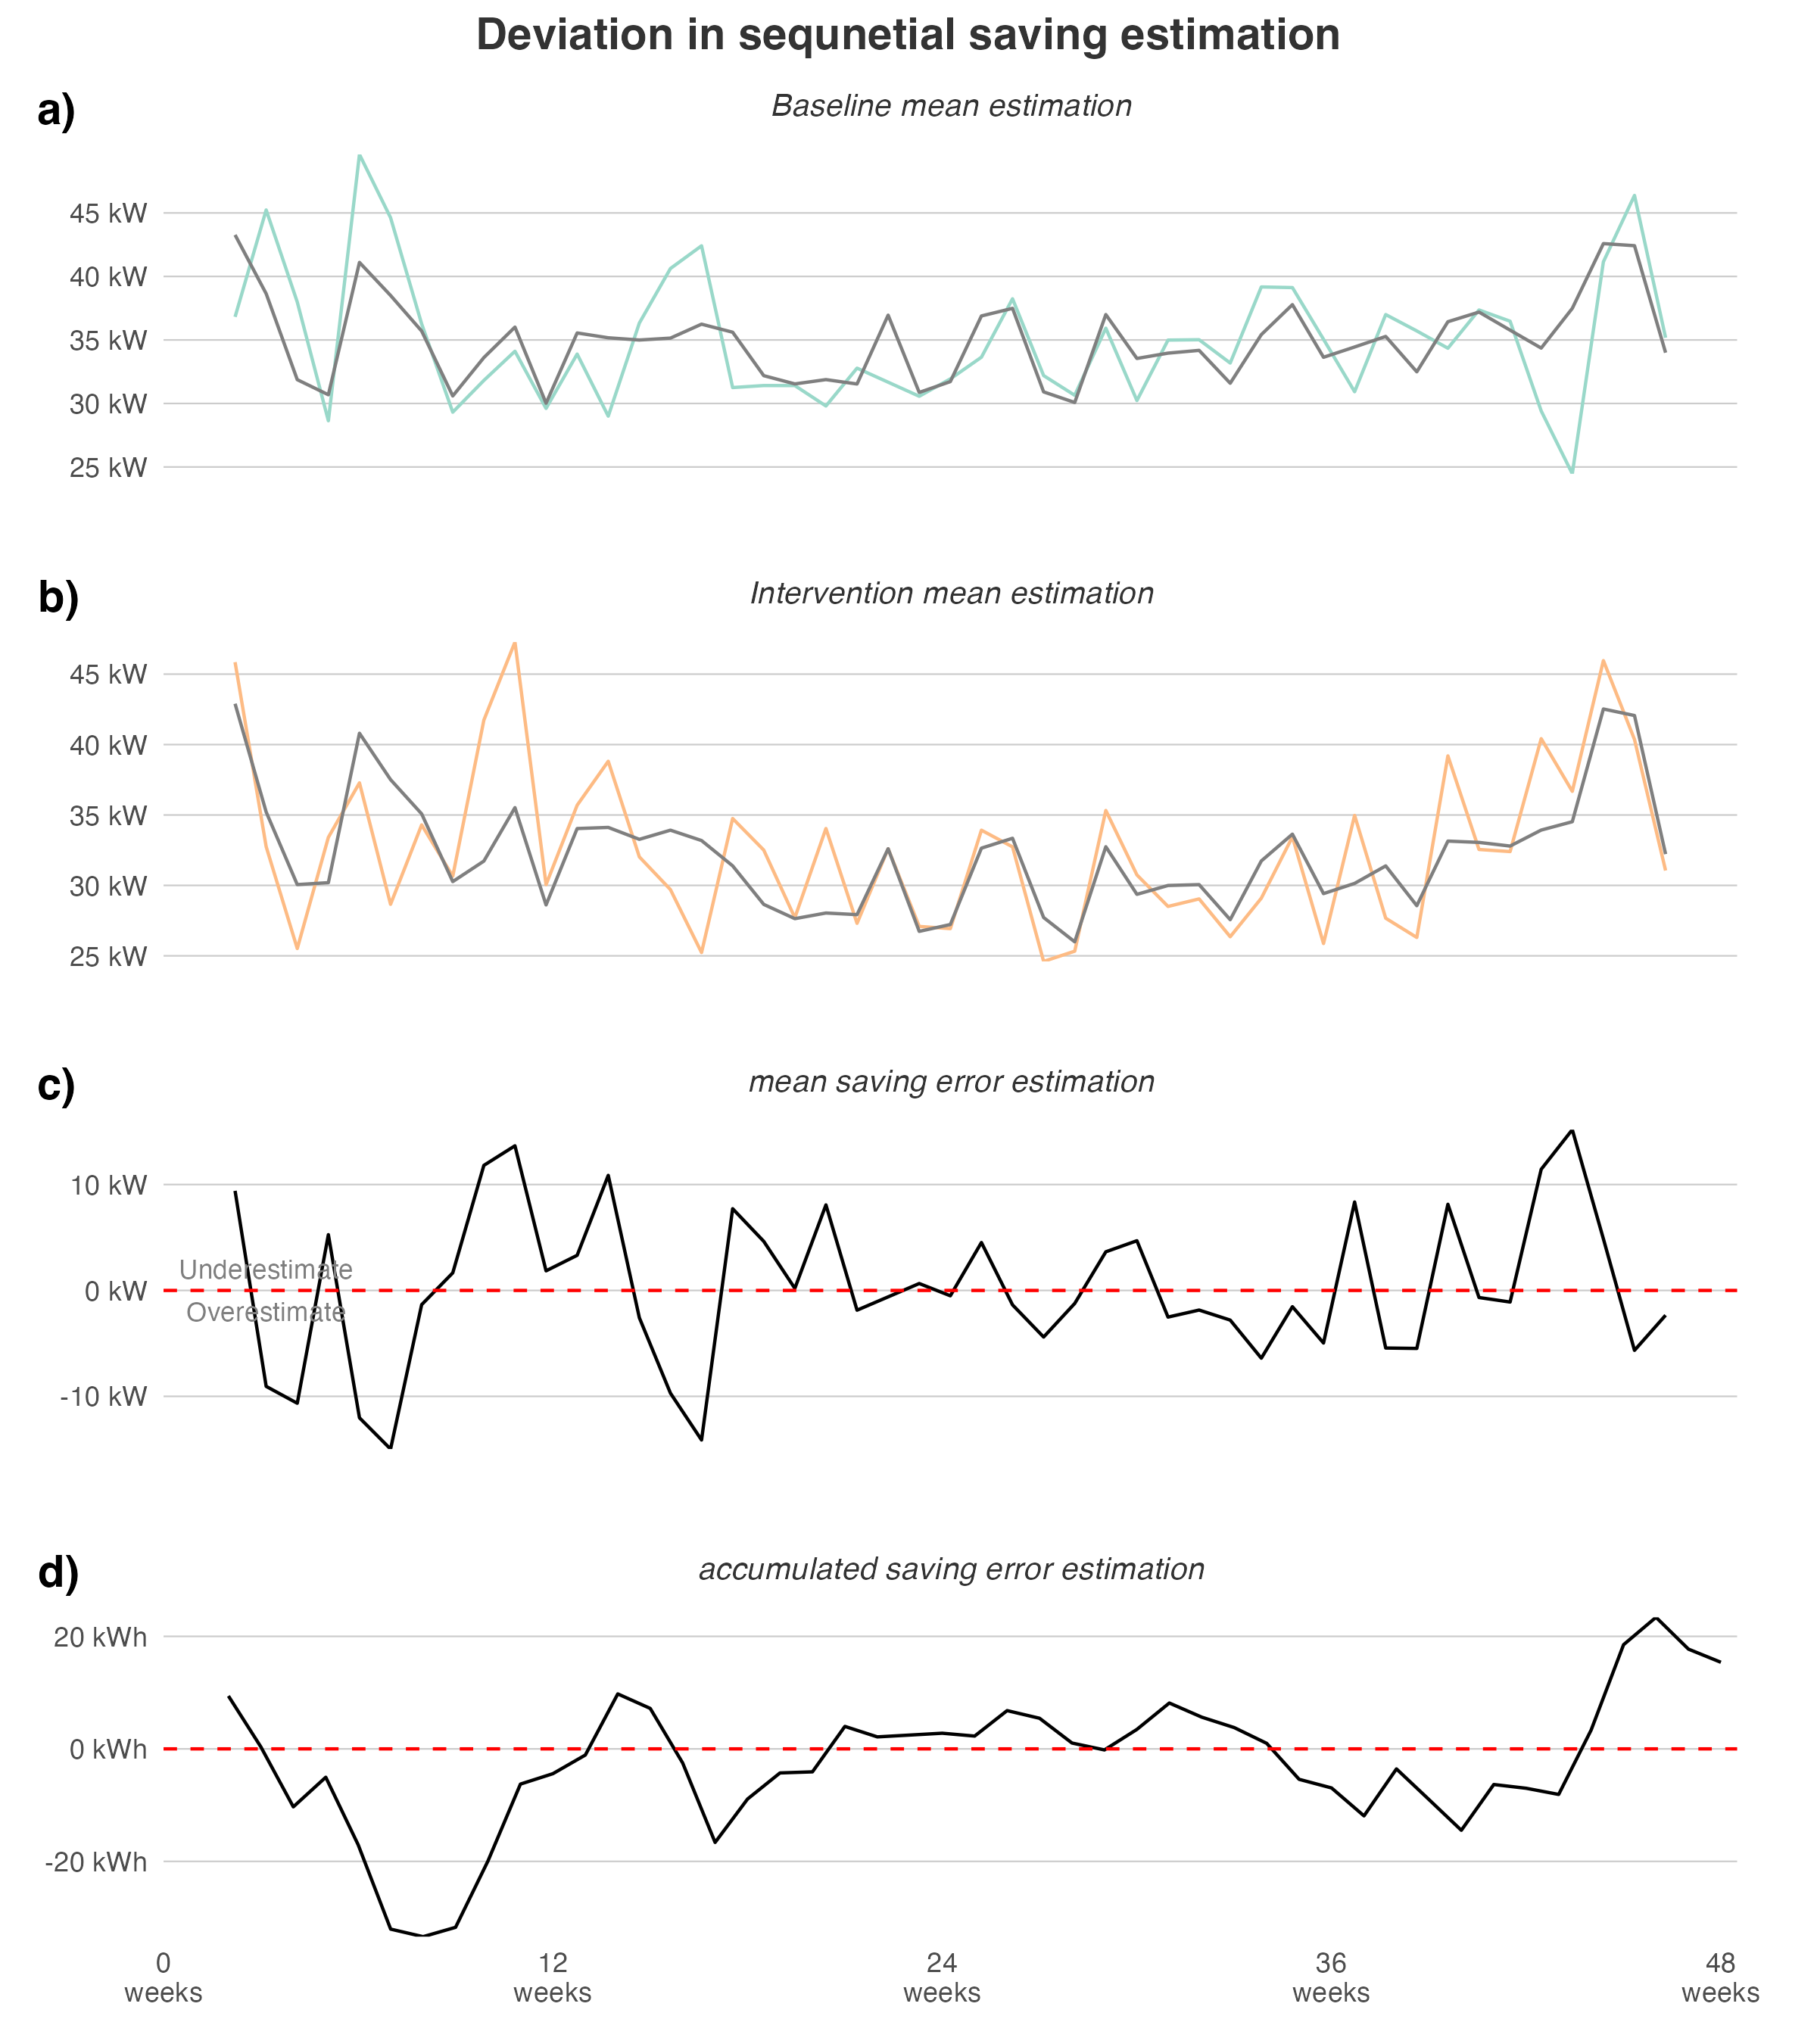 Deviation in sequnetial saving estimation
a)
Baseline mean estimation
45 kW
40 kW
35 kW
30 kW
25 kW
b)
Intervention mean estimation
45 kW
40 kW
35 kW
30 kW
25 kW
c)
mean saving error estimation
10 kW
Underestimate
0 kW
Overestimate
-10 kW
d)
accumulated saving error estimation
20 kWh
0 kWh
-20 kWh
0
weeks
12
weeks
24
weeks
36
weeks
48
weeks